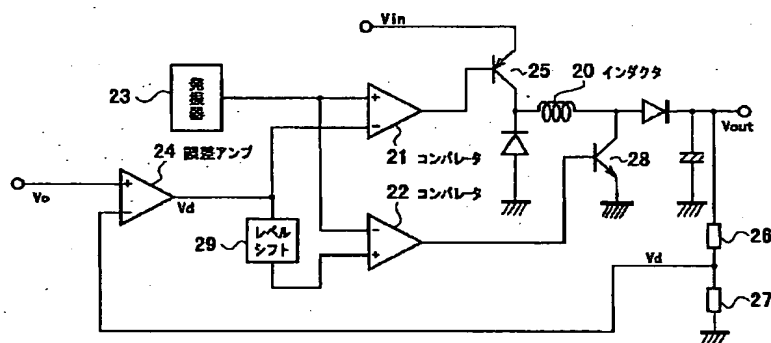 Vin
23
発振器
25
20 インダクタ
Vout
21 コンパレータ
24 誤差アンプ
Vo
Vd
28
22 コンパレータ
29
レベル
シフト
26
Vd
27